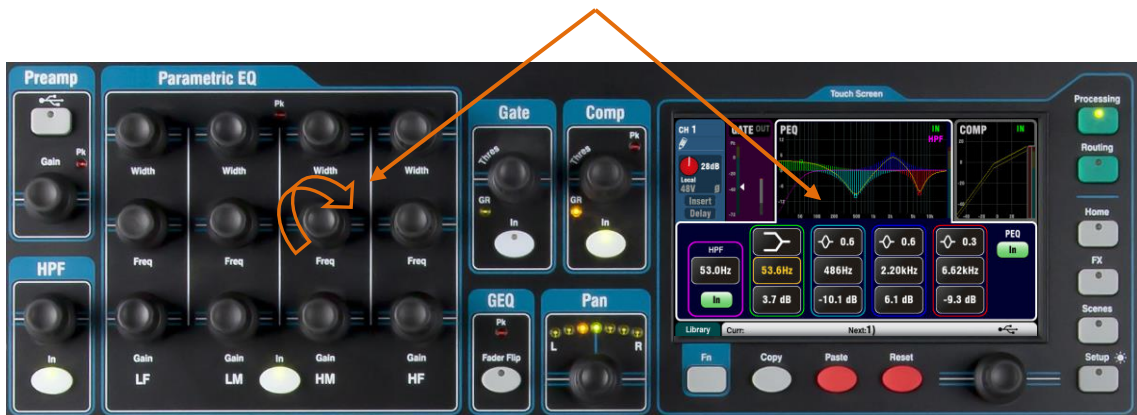 Preamp
Parametric EQ
Touch Screen
Processing
Pk
Gate
Comp
CH 1
GATE OUT
PEQ
IN
HPF
COMP
IN
Gain
Pk
Width
Width
Width
Width
Thres
Thres
Pk
28dB
Local
48V
Insert
Delay
Routing
GR
In
GR
In
Freq
Freq
Freq
Freq
Home
HPF
HPF
0.6
0.6
0.3
PEQ
In
53.0Hz
53.6Hz
486Hz
2.20kHz
6.62kHz
FX
In
3.7 dB
-10.1 dB
6.1 dB
-9.3 dB
GEQ
Pan
Scenes
Pk
L
R
Library
Curr:
Next:1)
In
Gain
Gain
In
Gain
Gain
LF
LM
HM
HF
Fader Flip
Fn
Copy
Paste
Reset
Setup